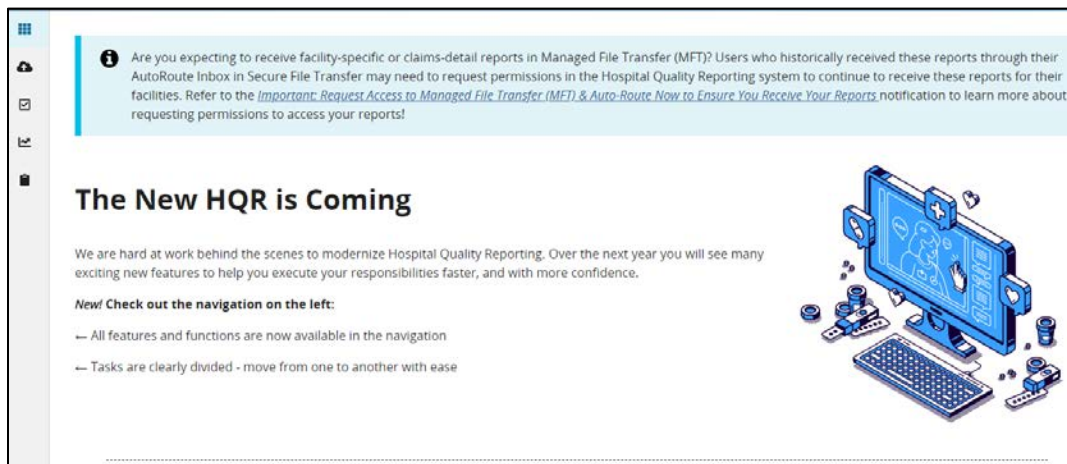 Are you expecting to receive facility-specific or claims-detail reports in Managed File Transfer (MFT)? Users who historically received these reports through their
AutoRoute Inbox in Secure File Transfer may need to request permissions in the Hospital Quality Reporting system to continue to receive these reports for their
facilities. Refer to the Important: Request Access to Managed File Transfer (MFT) & Auto-Route Now to Ensure You Receive Your Reports notification to learn more about
requesting permissions to access your reports!
The New HQR is Coming
We are hard at work behind the scenes to modernize Hospital Quality Reporting. Over the next year you will see many
exciting new features to help you execute your responsibilities faster, and with more confidence.
New! Check out the navigation on the left:
← All features and functions are now available in the navigation
← Tasks are clearly divided - move from one to another with ease